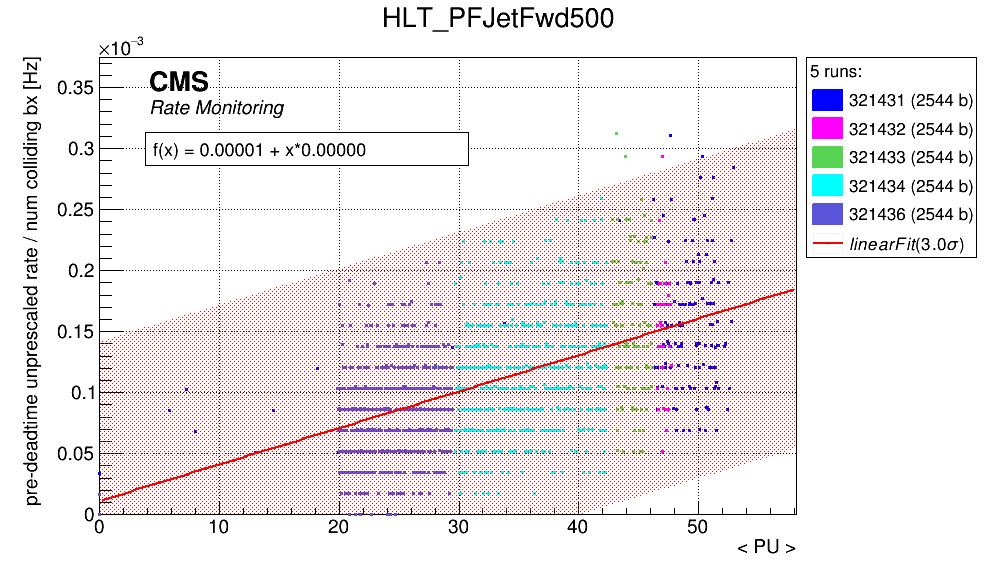 HLT_PFJetFwd500
×10⁻³
pre-deadtime unprescaled rate / num colliding bx [Hz]
0.35
0.3
0.25
0.2
0.15
0.1
0.05
0
CMS
Rate Monitoring
f(x) = 0.00001 + x*0.00000
0 10 20 30 40 50
< PU >
5 runs:
321431 (2544 b)
321432 (2544 b)
321433 (2544 b)
321434 (2544 b)
321436 (2544 b)
linearFit(3.0σ)